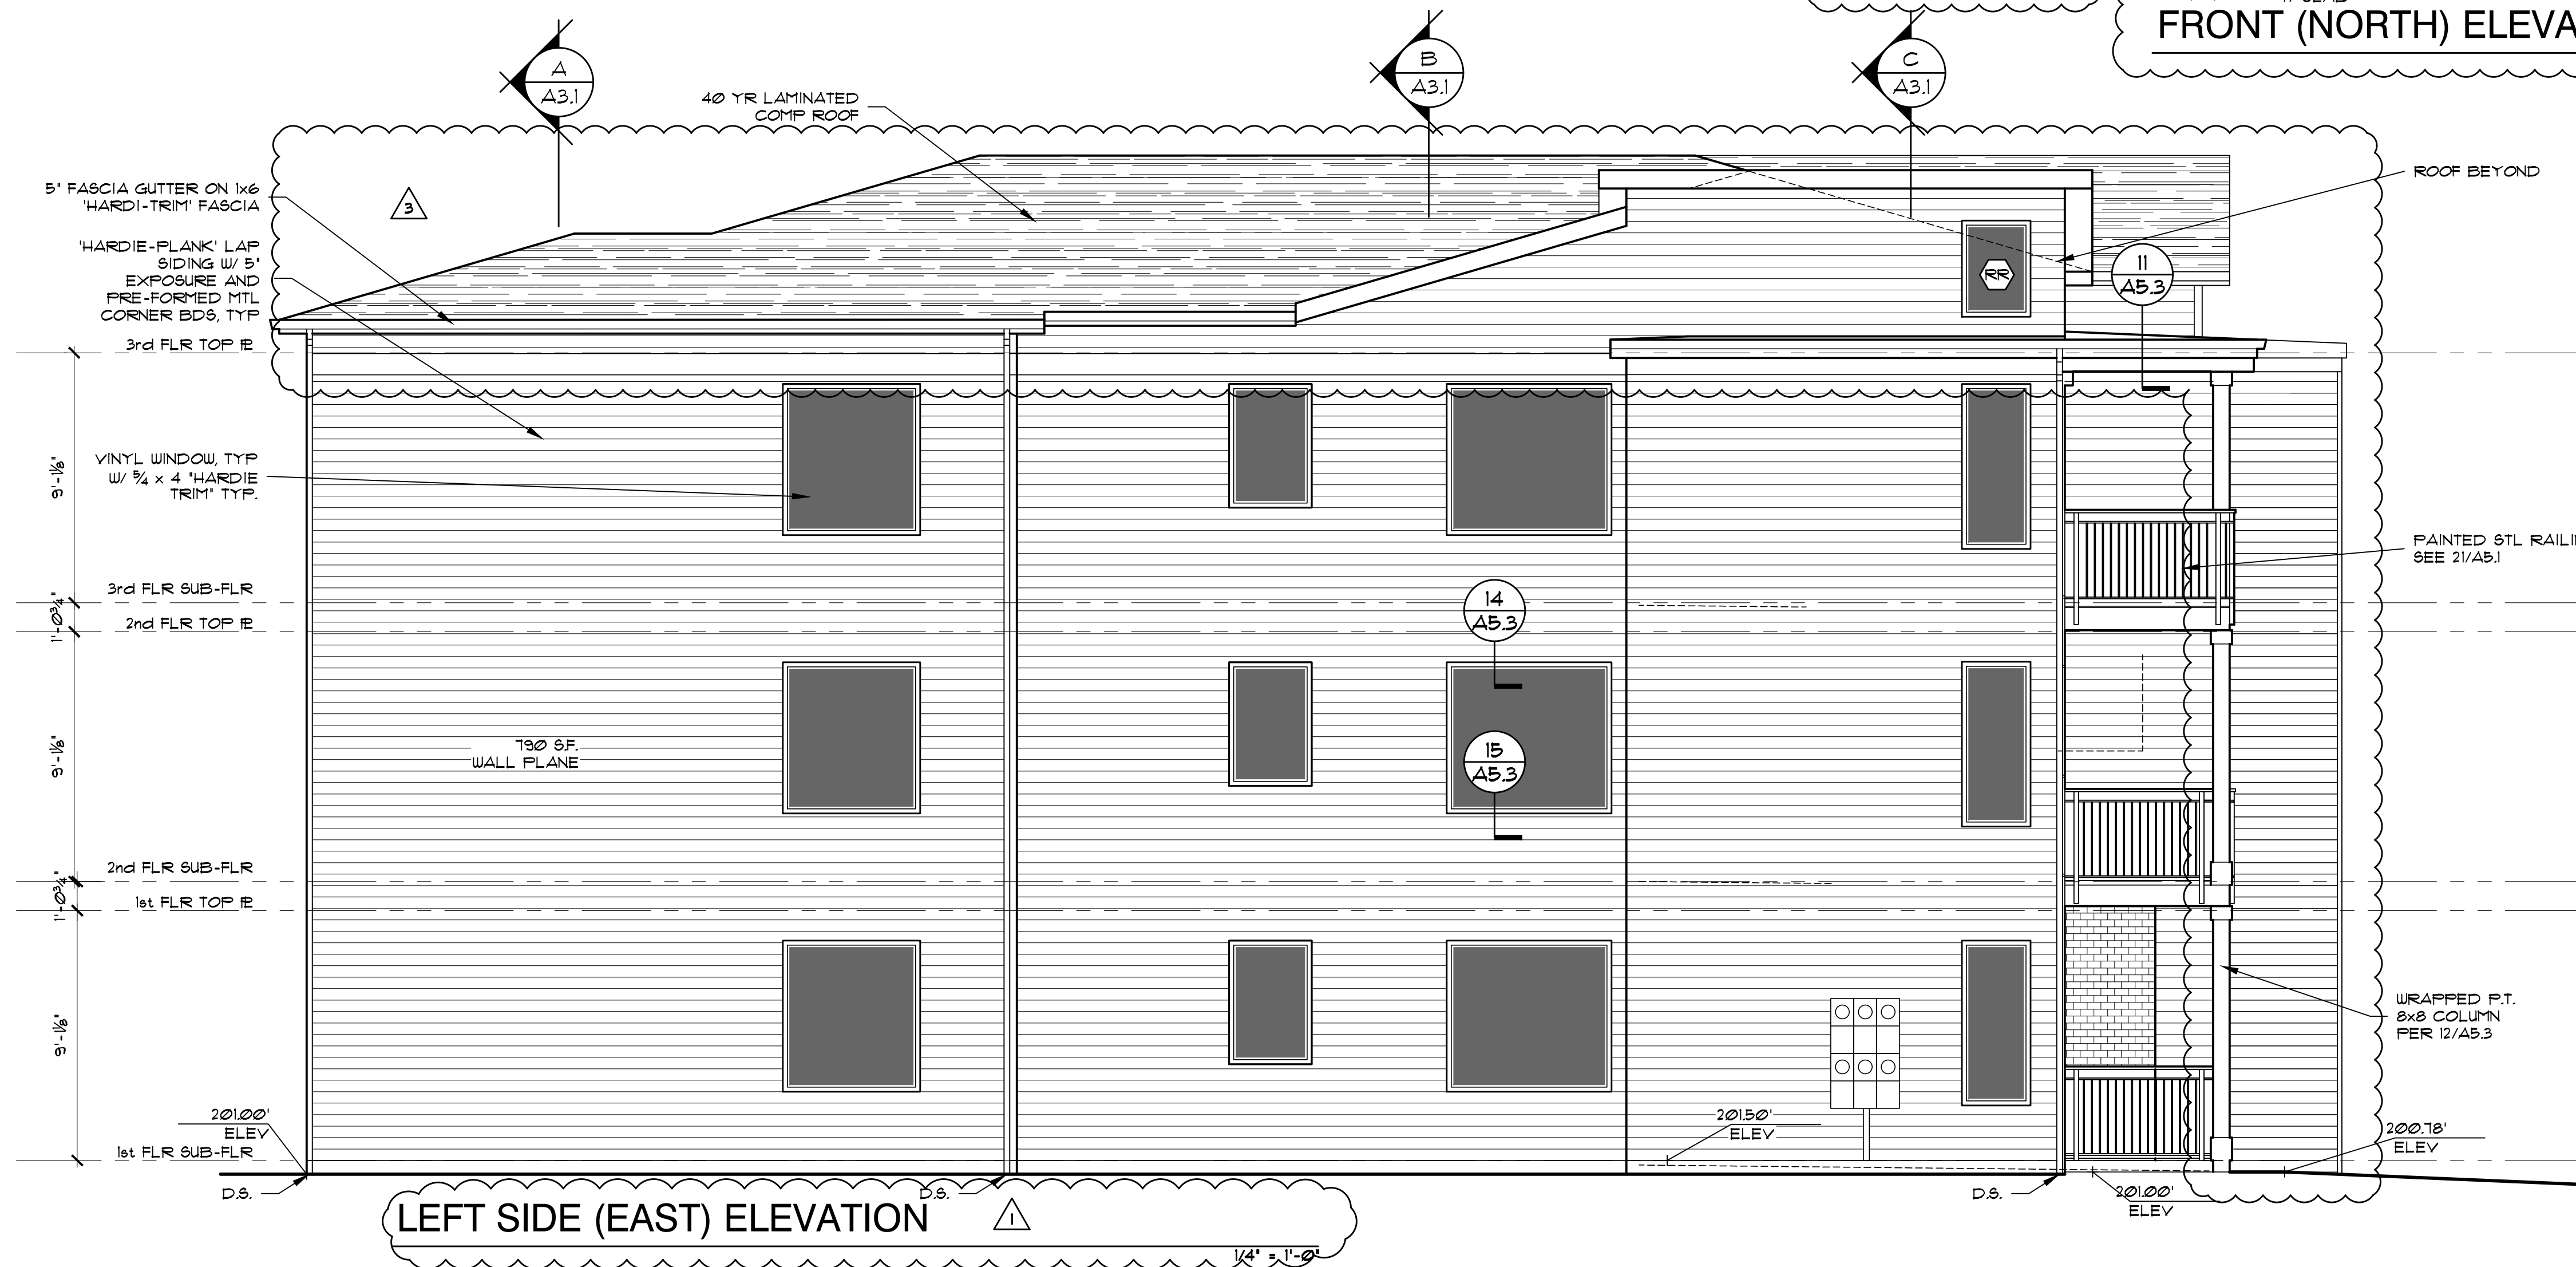 FRONT (NORTH)
A
A3.1
B
A3.1
C
A3.1
40 YR LAMINATED
COMP ROOF
ROOF BEYOND
5" FASCIA GUTTER ON 1x6
'HARDI-TRIM' FASCIA
3
'HARDIE-PLANK' LAP
SIDING W/ 5"
EXPOSURE AND
PRE-FORMED MTL
CORNER BDS, TYP
RR
11
A5.3
3rd FLR TOP PL
9'-1⅛"
VINYL WINDOW, TYP
W/ 5/4 x 4 "HARDIE
TRIM" TYP.
PAINTED STL
SEE 21/A5.1
3rd FLR SUB-FLR
1'-0¾"
2nd FLR TOP PL
14
A5.3
9'-1⅛"
790 S.F.
WALL PLANE
15
A5.3
2nd FLR SUB-FLR
1'-0¾"
1st FLR TOP PL
9'-1⅛"
WRAPPED P.T.
8x8 COLUMN
PER 12/A5.3
201.00'
ELEV
201.50'
ELEV
200.78'
ELEV
1st FLR SUB-FLR
D.S.
D.S.
D.S.
201.00'
ELEV
LEFT SIDE (EAST) ELEVATION
1
1/4" = 1'-0"